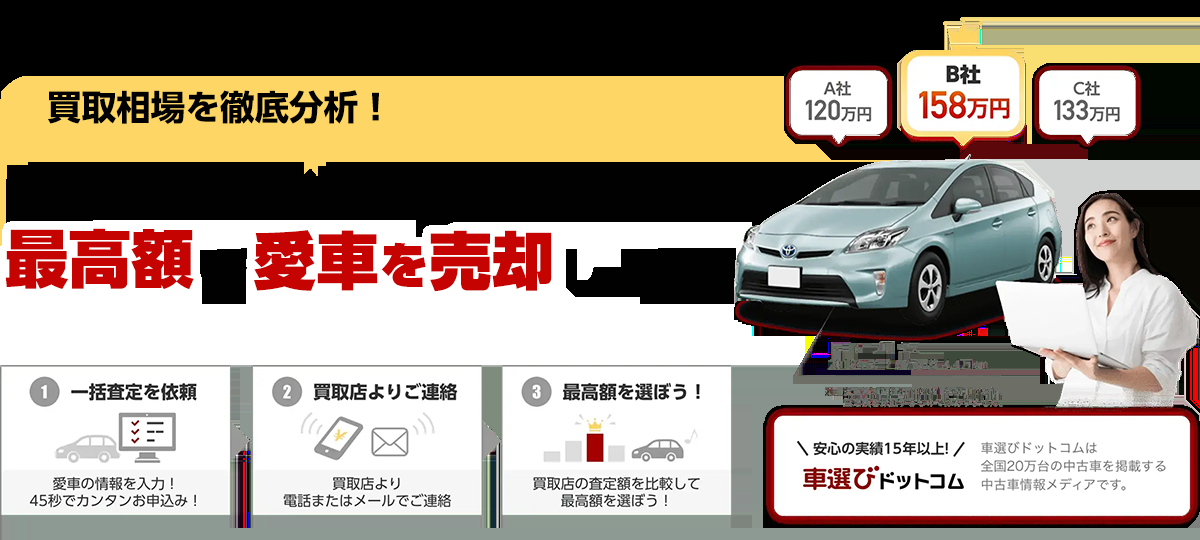 買取相場を徹底分析！
A社
120万円
B社
158万円
C社
133万円
最高額 愛車を売却
1 一括査定を依頼
愛車の情報を入力！
45秒でカンタンお申込み！
2 買取店よりご連絡
¥
買取店より
電話またはメールでご連絡
3 最高額を選ぼう！
買取店の査定額を比較して
最高額を選ぼう！
\ 安心の実績15年以上! /
車選びドットコム
車選びドットコムは
全国20万台の中古車を掲載する
中古車情報メディアです。